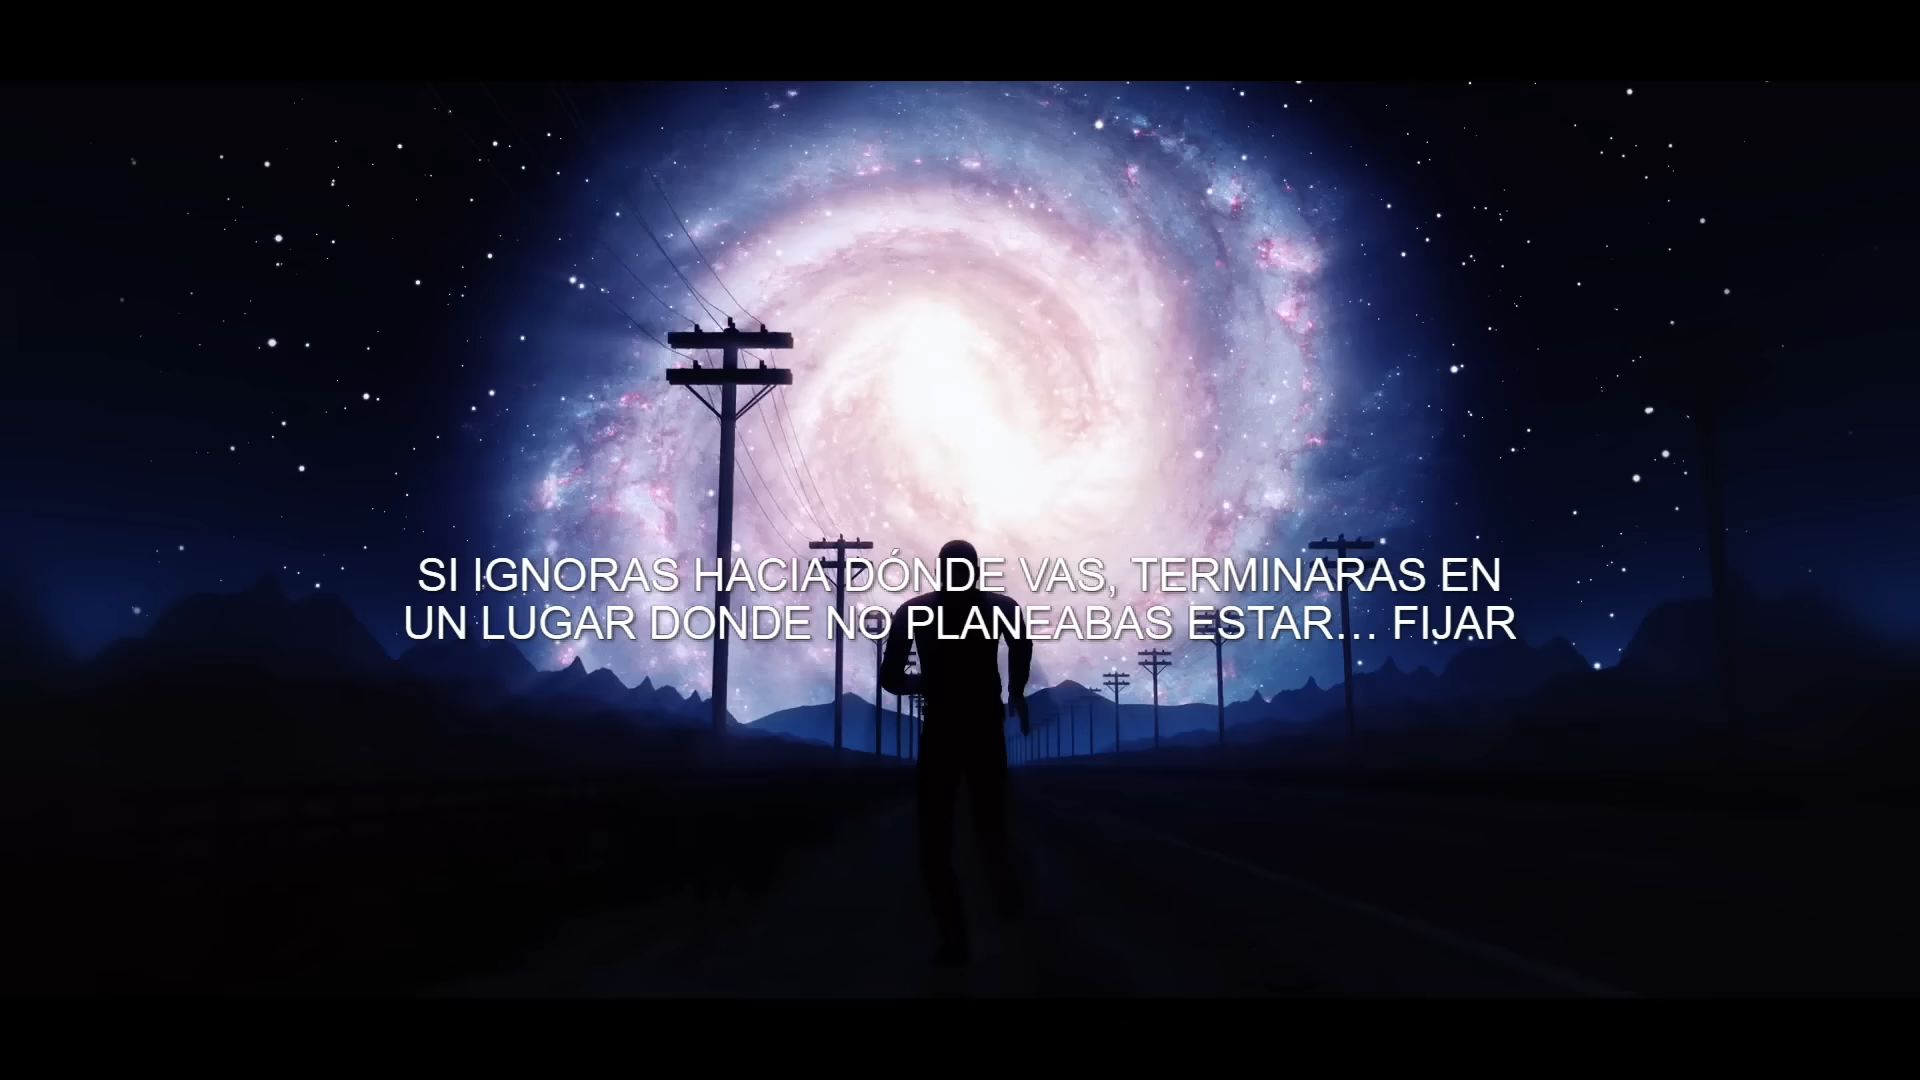 SI IGNORAS HACIA DÓNDE VAS, TERMINARAS EN
UN LUGAR DONDE NO PLANEABAS ESTAR... FIJAR